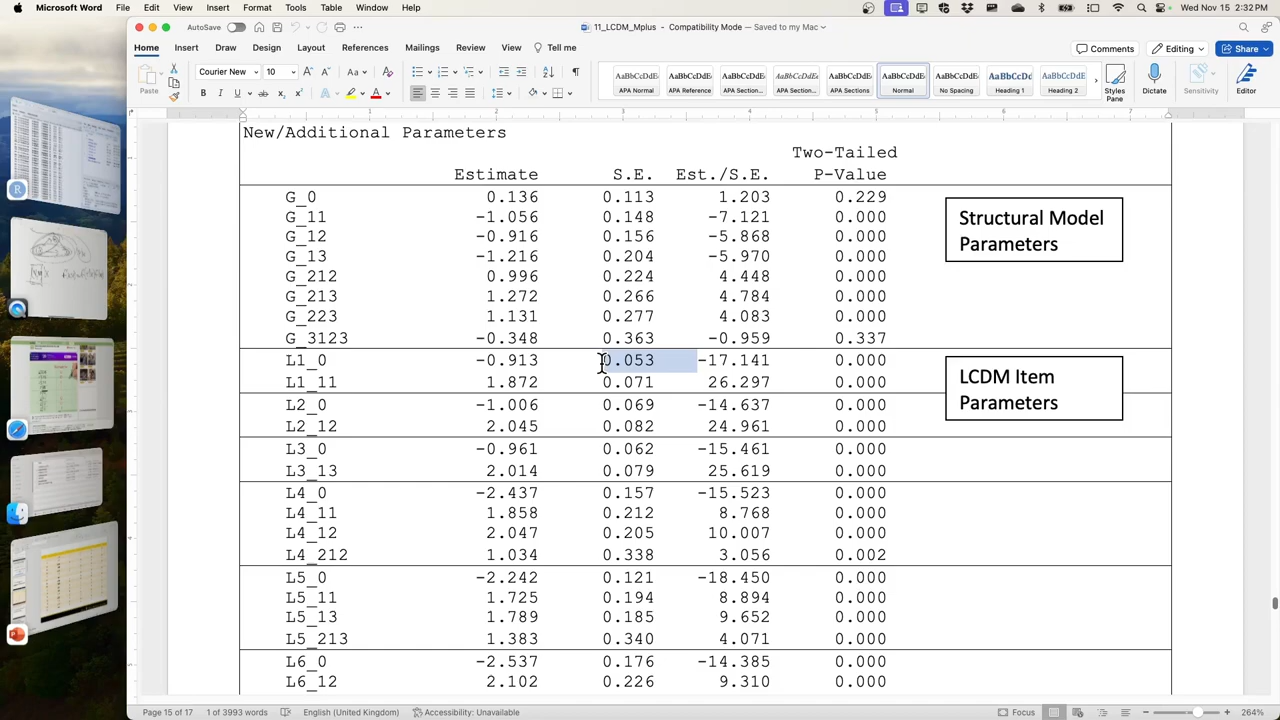 Microsoft Word File Edit View Insert Format Tools Table Window Help Wed Nov 15 2:32 PM
AutoSave 11_LCDM_Mplus - Compatibility Mode — Saved to my Mac
Home Insert Draw Design Layout References Mailings Review View Tell me Comments Editing Share
Paste Courier New 10 AaBbCcDdE AaBbCcDdE AaBbCcDdE AaBbCcDdE AaBbCcDdE AaBbCcDdE AaBbCcDdE AaBbCcDd AaBbCcDdE
APA Normal APA Reference APA Section... APA Section... APA Sections Normal No Spacing Heading 1 Heading 2 Styles Pane Dictate Sensitivity Editor
New/Additional Parameters
Two-Tailed
Estimate S.E. Est./S.E. P-Value
G_0 0.136 0.113 1.203 0.229
G_11 -1.056 0.148 -7.121 0.000
G_12 -0.916 0.156 -5.868 0.000
G_13 -1.216 0.204 -5.970 0.000
G_212 0.996 0.224 4.448 0.000
G_213 1.272 0.266 4.784 0.000
G_223 1.131 0.277 4.083 0.000
G_3123 -0.348 0.363 -0.959 0.337
Structural Model
Parameters
L1_0 -0.913 0.053 -17.141 0.000
L1_11 1.872 0.071 26.297 0.000
L2_0 -1.006 0.069 -14.637 0.000
L2_12 2.045 0.082 24.961 0.000
LCDM Item
Parameters
L3_0 -0.961 0.062 -15.461 0.000
L3_13 2.014 0.079 25.619 0.000
L4_0 -2.437 0.157 -15.523 0.000
L4_11 1.858 0.212 8.768 0.000
L4_12 2.047 0.205 10.007 0.000
L4_212 1.034 0.338 3.056 0.002
L5_0 -2.242 0.121 -18.450 0.000
L5_11 1.725 0.194 8.894 0.000
L5_13 1.789 0.185 9.652 0.000
L5_213 1.383 0.340 4.071 0.000
L6_0 -2.537 0.176 -14.385 0.000
L6_12 2.102 0.226 9.310 0.000
Page 15 of 17 1 of 3993 words English (United Kingdom) Accessibility: Unavailable Focus 264%